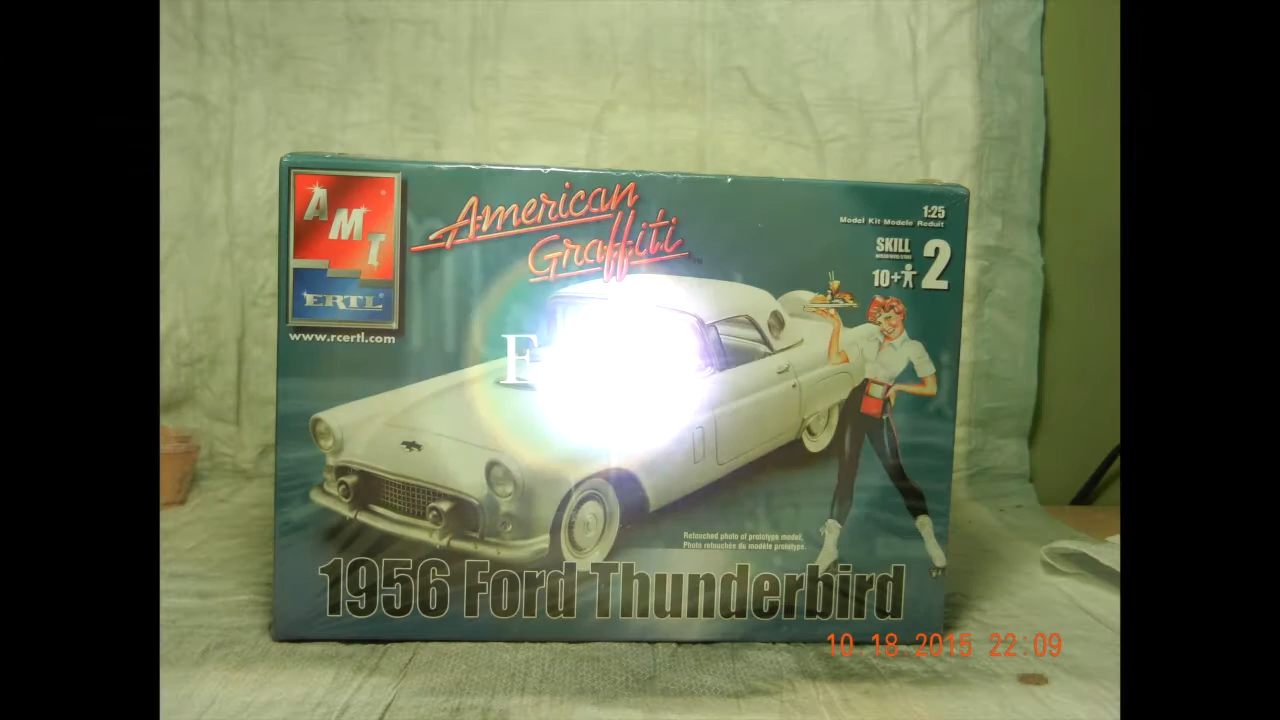 AMT
ERTL
www.rcertl.com
American
Graffiti
1:25
Model Kit Modele Reduit
SKILL
2
10+
F
Retouched photo of prototype model.
Photo retouchée du modèle prototype.
1956 Ford Thunderbird
10.18.2015 22:09